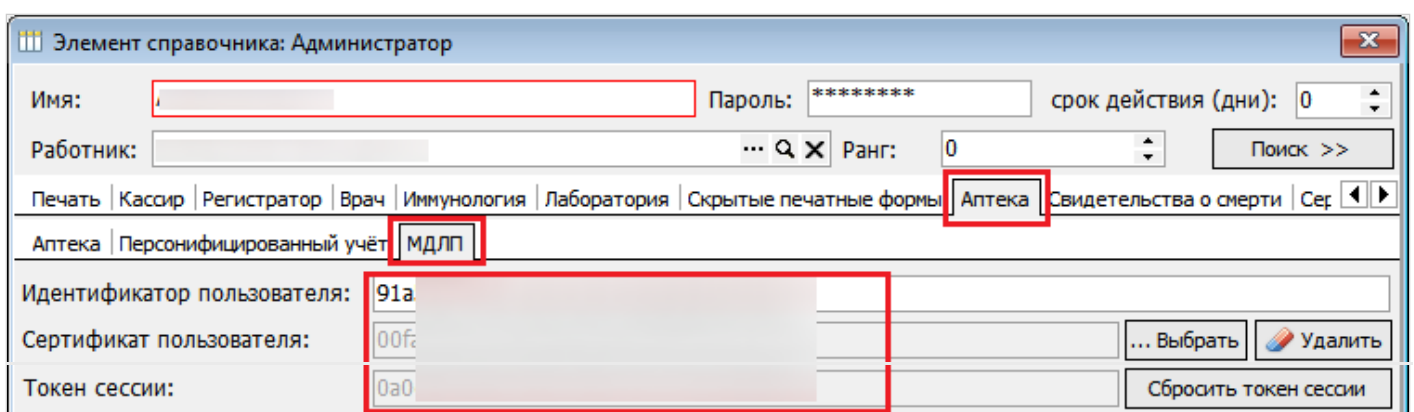 Элемент справочника: Администратор
Имя: Пароль: ******** срок действия (дни): 0
Работник: ... Ранг: 0 Поиск >>
Печать Кассир Регистратор Врач Иммунология Лаборатория Скрытые печатные формы Аптека Свидетельства о смерти Сер
Аптека Персонифицированный учёт МДЛП
Идентификатор пользователя: 91a
Сертификат пользователя: 00fa ... Выбрать Удалить
Токен сессии: 0a0 Сбросить токен сессии